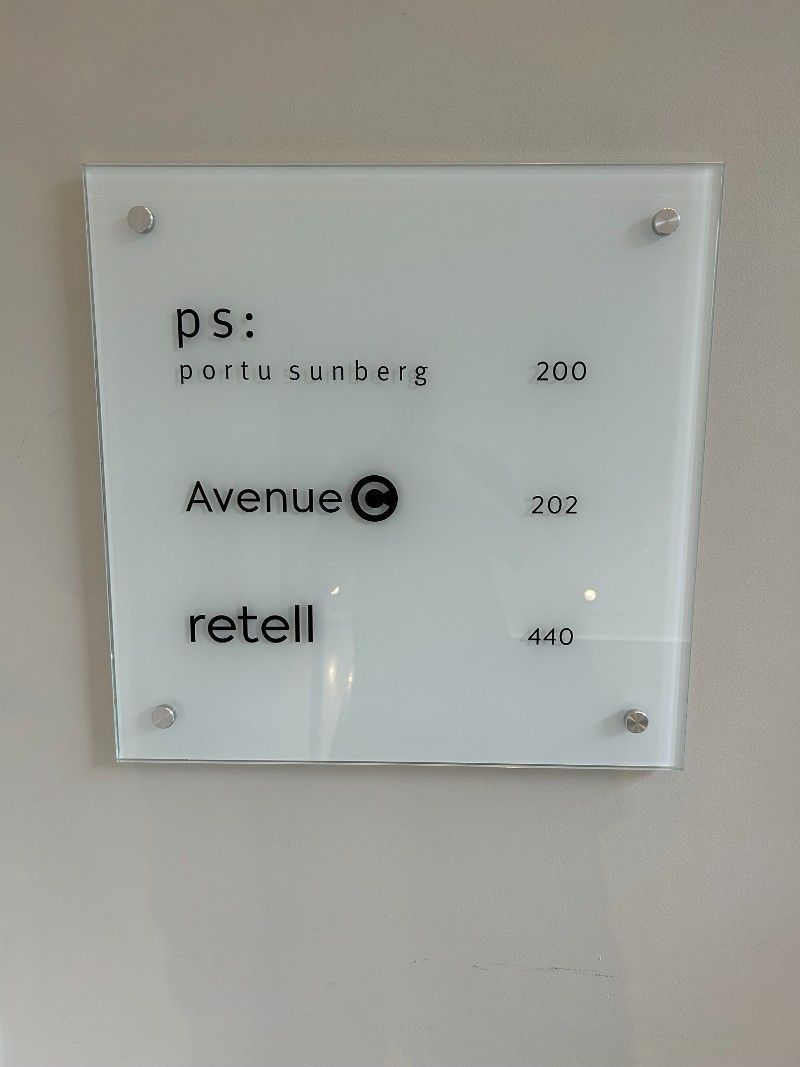 ps:
portu sunberg 200
Avenue C 202
retell 440